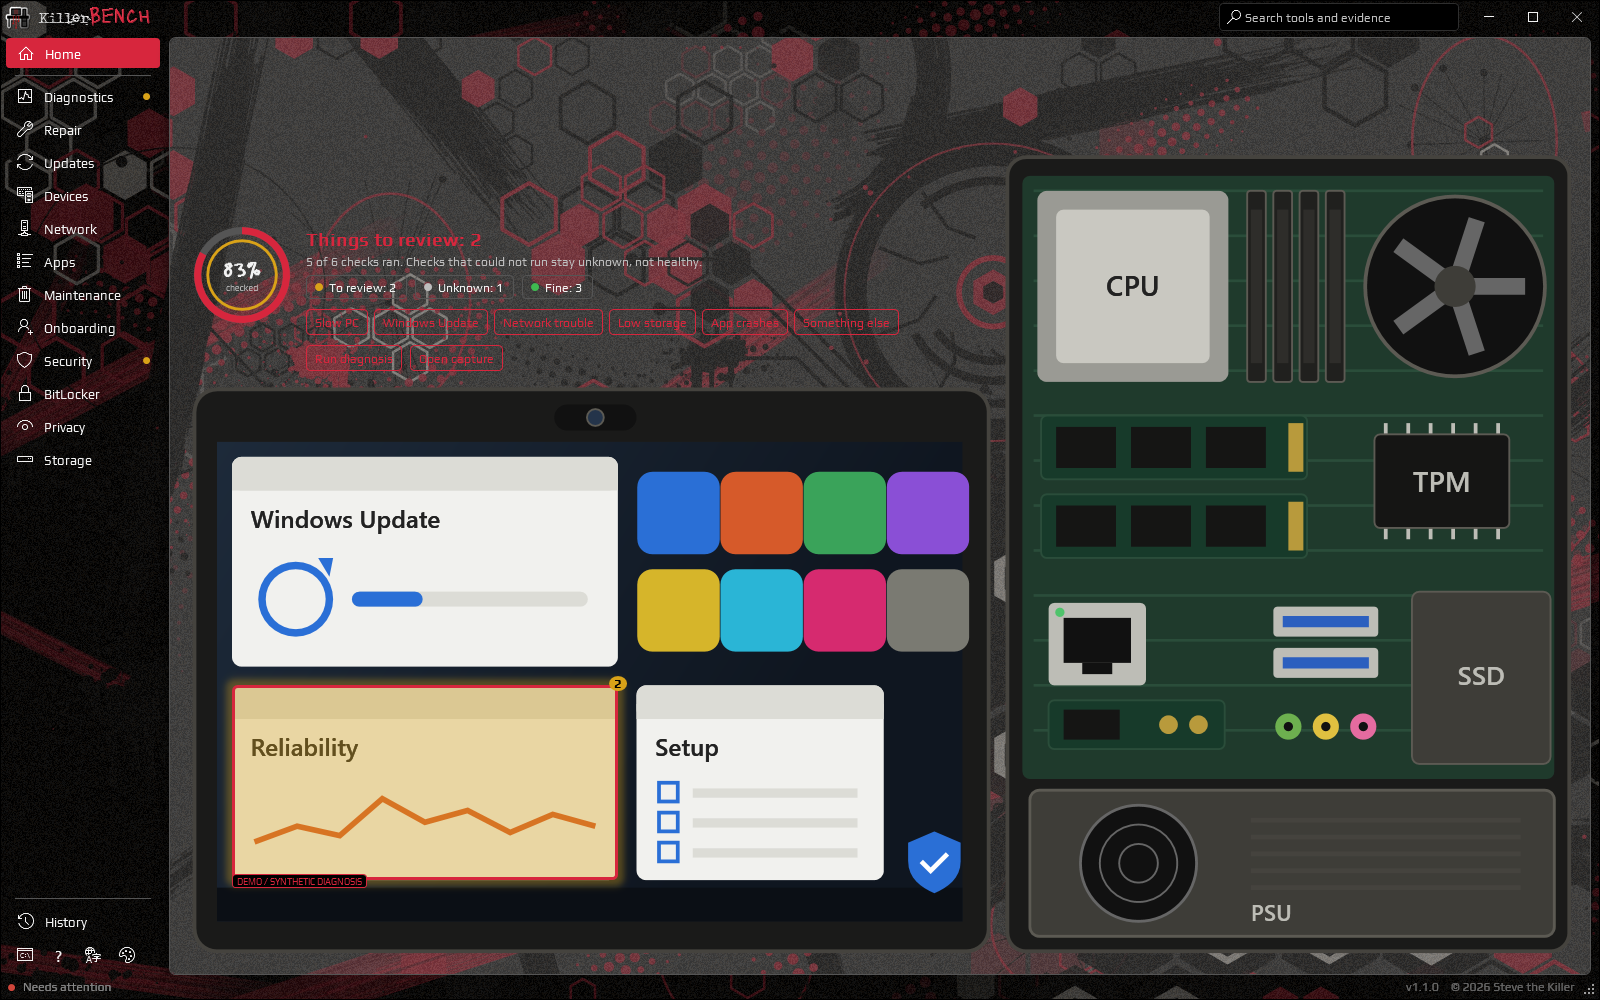 KillerBENCH
Search tools and evidence
Home
Diagnostics
Repair
Updates
Devices
Network
Apps
Maintenance
Onboarding
Security
BitLocker
Privacy
Storage
History
C:\
?
Needs attention
83%
checked
Things to review: 2
5 of 6 checks ran. Checks that could not run stay unknown, not healthy.
To review: 2
Unknown: 1
Fine: 3
Slow PC
Windows Update
Network trouble
Low storage
App crashes
Something else
Run diagnosis
Open capture
Windows Update
2
Reliability
DEMO / SYNTHETIC DIAGNOSIS
Setup
CPU
TPM
SSD
PSU
v1.1.0
© 2026 Steve the Killer